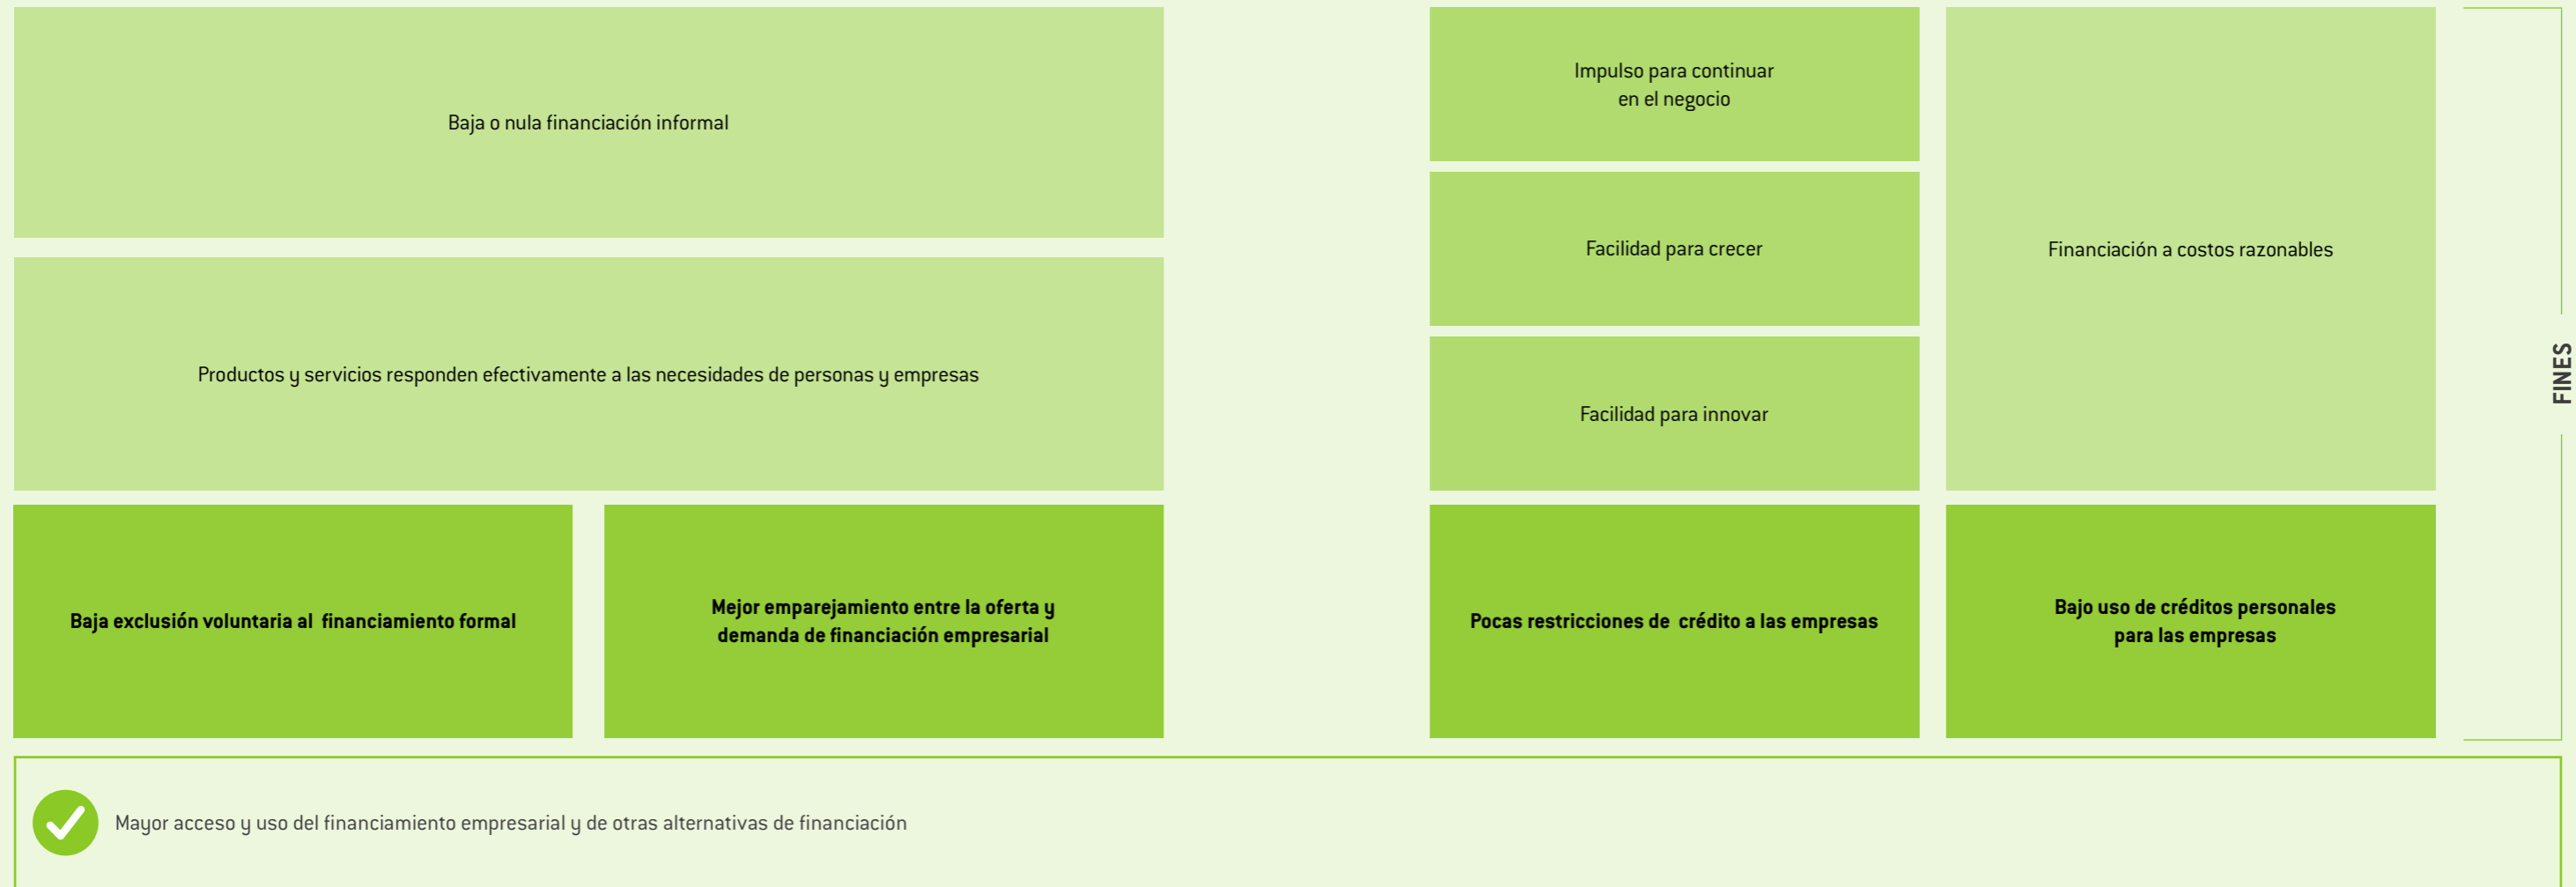 Baja o nula financiación informal
Productos y servicios responden efectivamente a las necesidades de personas y empresas
Impulso para continuar
en el negocio
Facilidad para crecer
Facilidad para innovar
Financiación a costos razonables
FINES
Baja exclusión voluntaria al financiamiento formal
Mejor emparejamiento entre la oferta y
demanda de financiación empresarial
Pocas restricciones de crédito a las empresas
Bajo uso de créditos personales
para las empresas
Mayor acceso y uso del financiamiento empresarial y de otras alternativas de financiación